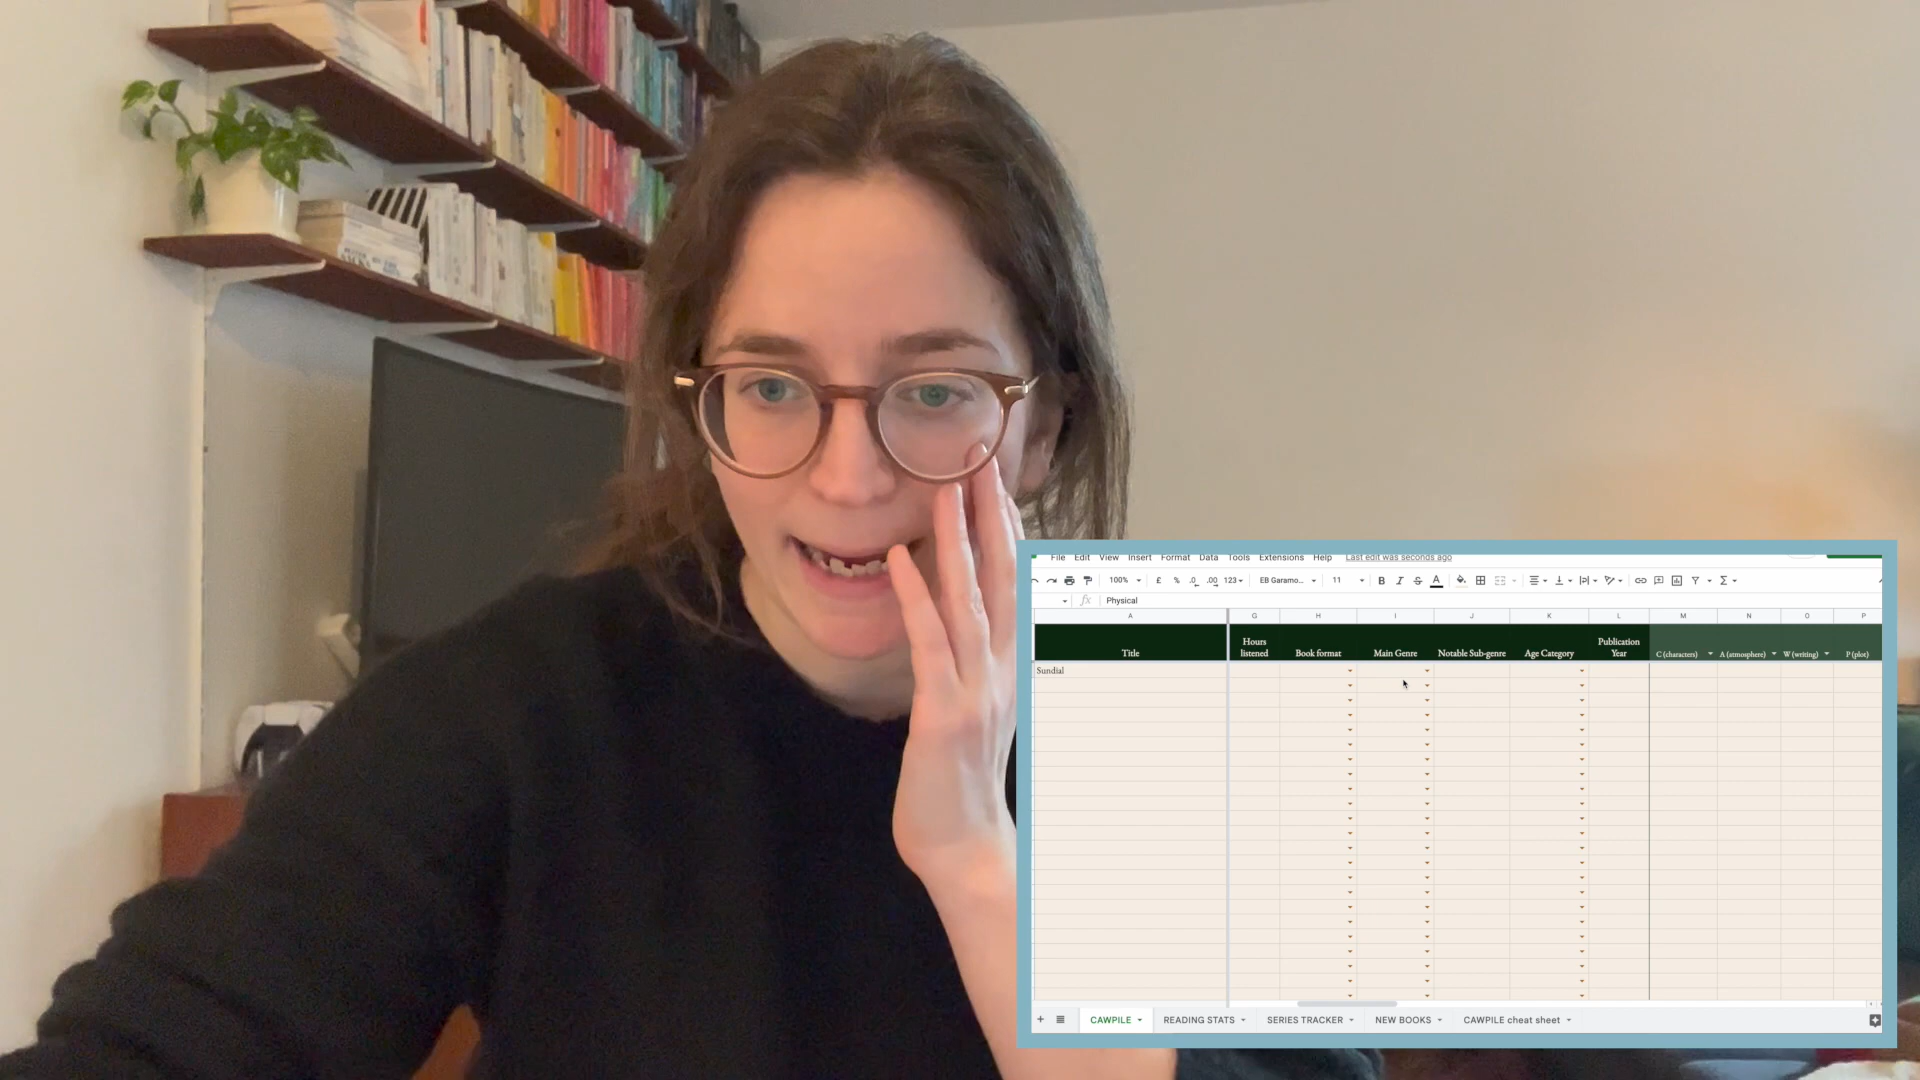 File Edit View Insert Format Data Tools Extensions Help Last edit was seconds ago
100% £ % .0 .00 123 EB Garamo... 11 B I S A
fx Physical
A G H I J K L M N O P
Title Hours listened Book format Main Genre Notable Sub-genre Age Category Publication Year C (characters) A (atmosphere) W (writing) P (plot)
Sundial
+ CAWPILE READING STATS SERIES TRACKER NEW BOOKS CAWPILE cheat sheet